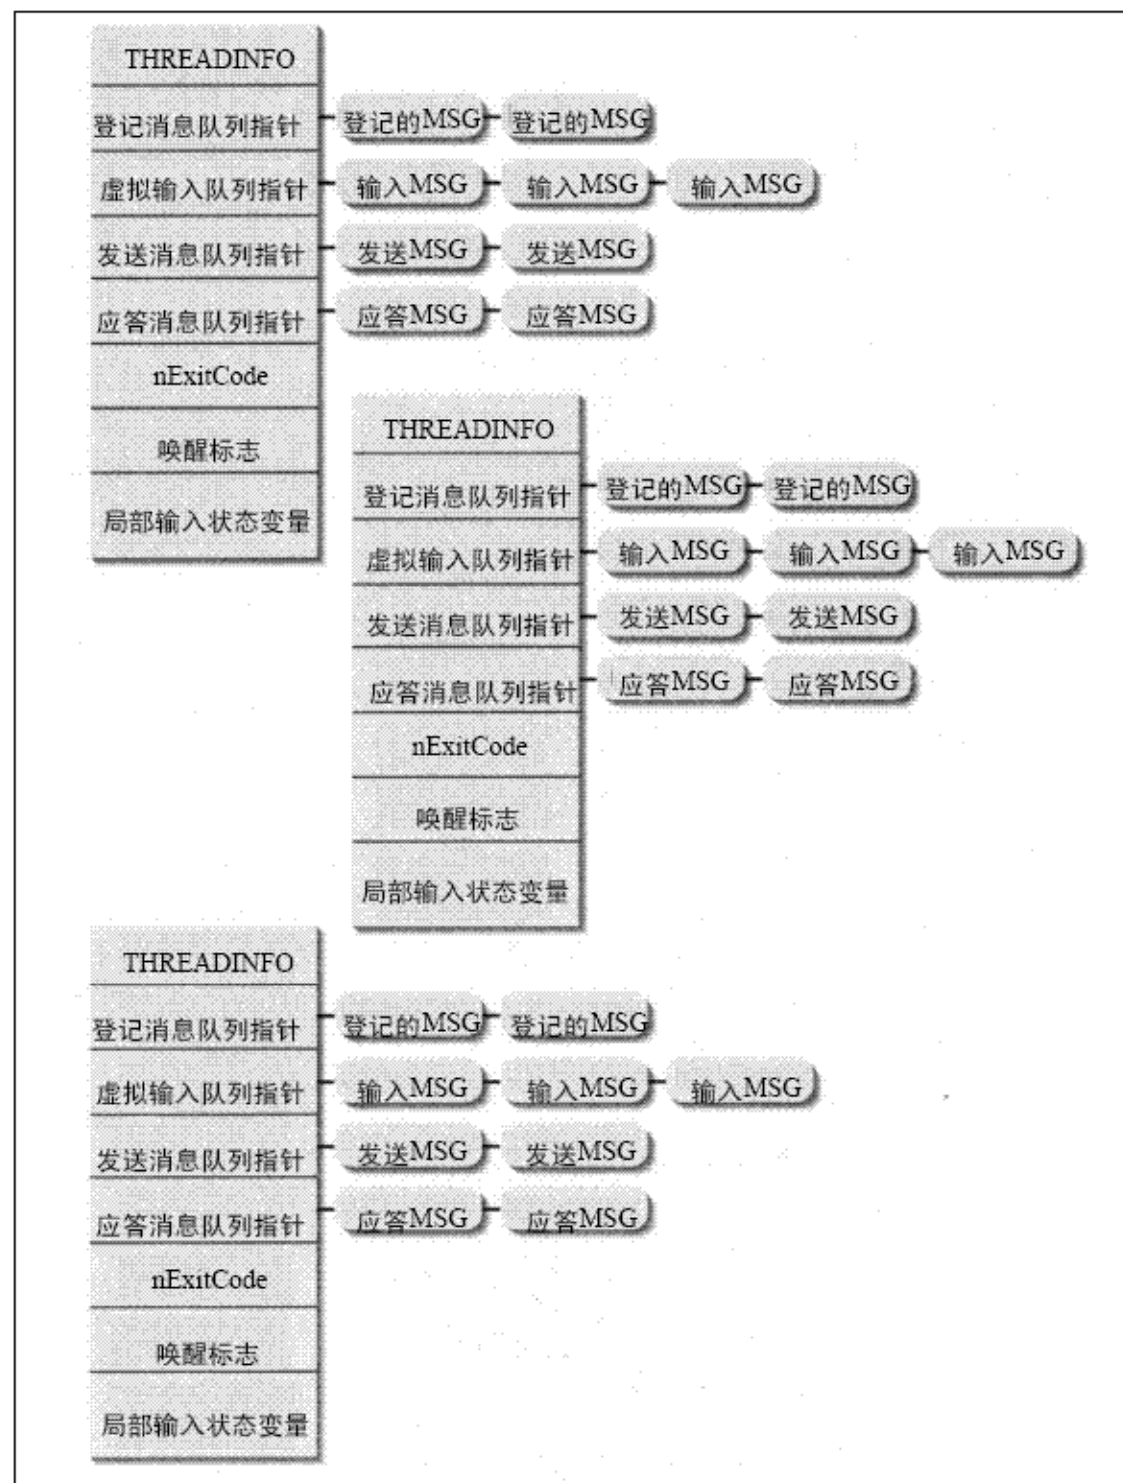 THREADINFO
登记消息队列指针 登记的MSG 登记的MSG
虚拟输入队列指针 输入MSG 输入MSG 输入MSG
发送消息队列指针 发送MSG 发送MSG
应答消息队列指针 应答MSG 应答MSG
nExitCode
唤醒标志
局部输入状态变量
THREADINFO
登记消息队列指针 登记的MSG 登记的MSG
虚拟输入队列指针 输入MSG 输入MSG 输入MSG
发送消息队列指针 发送MSG 发送MSG
应答消息队列指针 应答MSG 应答MSG
nExitCode
唤醒标志
局部输入状态变量
THREADINFO
登记消息队列指针 登记的MSG 登记的MSG
虚拟输入队列指针 输入MSG 输入MSG 输入MSG
发送消息队列指针 发送MSG 发送MSG
应答消息队列指针 应答MSG 应答MSG
nExitCode
唤醒标志
局部输入状态变量